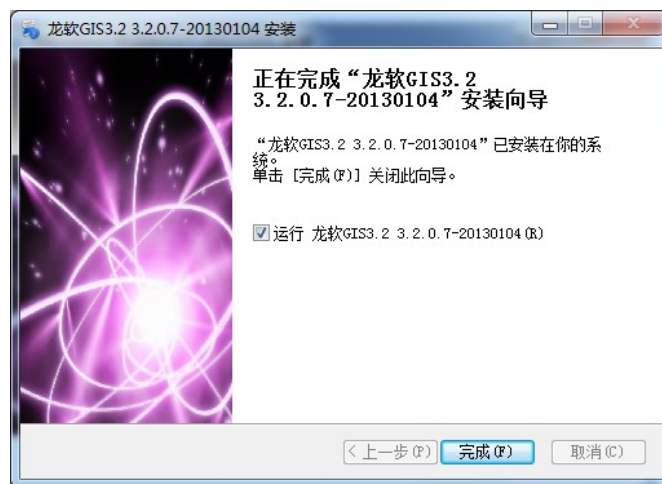 龙软GIS3.2 3.2.0.7-20130104 安装
正在完成“龙软GIS3.2
3.2.0.7-20130104”安装向导
“龙软GIS3.2 3.2.0.7-20130104”已安装在你的系
统。
单击 [完成(F)] 关闭此向导。
运行 龙软GIS3.2 3.2.0.7-20130104(R)
< 上一步(P) 完成(F) 取消(C)